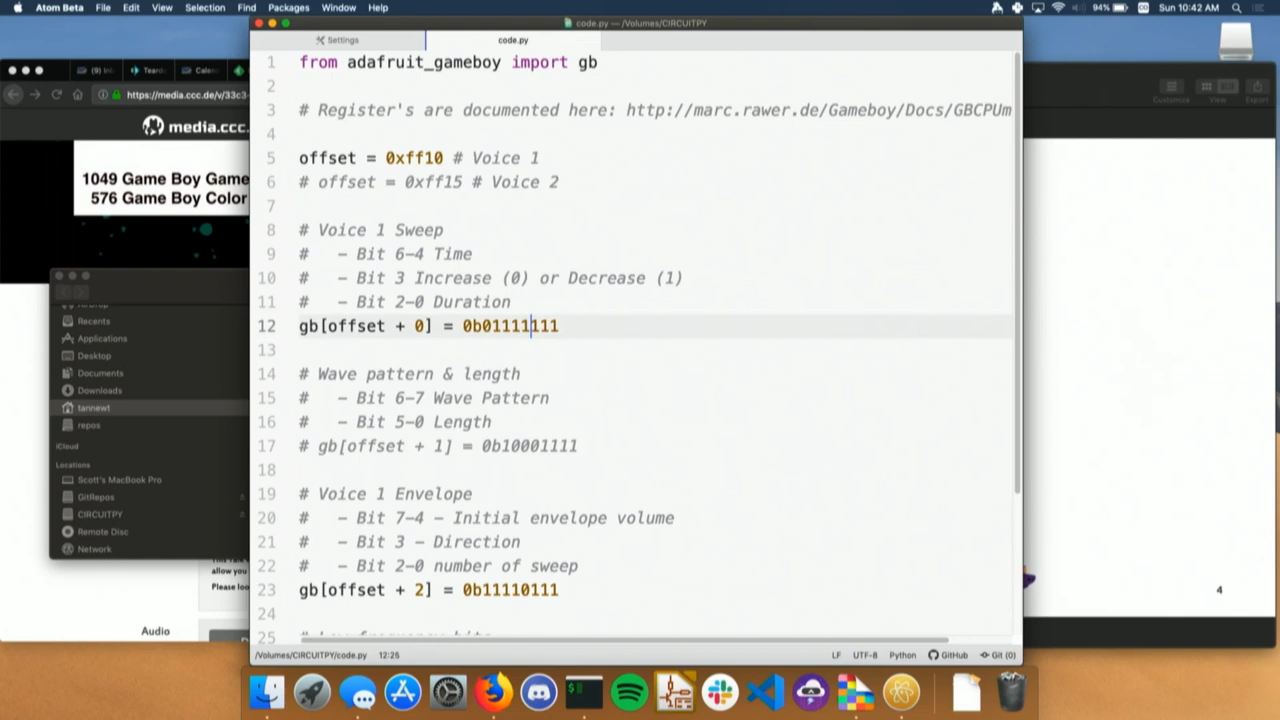 Atom Beta File Edit View Selection Find Packages Window Help
94% Sun 10:42 AM
code.py — /Volumes/CIRCUITPY
Settings
code.py
1 from adafruit_gameboy import gb
2
3 # Register's are documented here: http://marc.rawer.de/Gameboy/Docs/GBCPUm
4
5 offset = 0xff10 # Voice 1
6 # offset = 0xff15 # Voice 2
7
8 # Voice 1 Sweep
9 # - Bit 6-4 Time
10 # - Bit 3 Increase (0) or Decrease (1)
11 # - Bit 2-0 Duration
12 gb[offset + 0] = 0b01111111
13
14 # Wave pattern & length
15 # - Bit 6-7 Wave Pattern
16 # - Bit 5-0 Length
17 # gb[offset + 1] = 0b10001111
18
19 # Voice 1 Envelope
20 # - Bit 7-4 - Initial envelope volume
21 # - Bit 3 - Direction
22 # - Bit 2-0 number of sweep
23 gb[offset + 2] = 0b11110111
24
25
/Volumes/CIRCUITPY/code.py 12:25
LF UTF-8 Python GitHub Git (0)
https://media.ccc.de/v/33c3-
media.ccc.
1049 Game Boy Game
576 Game Boy Color
Recents
Applications
Desktop
Documents
Downloads
tannewt
repos
iCloud
Locations
Scott's MacBook Pro
GitRepos
CIRCUITPY
Remote Disc
Network
allow you
Please loo
Audio
Customize View Export
4